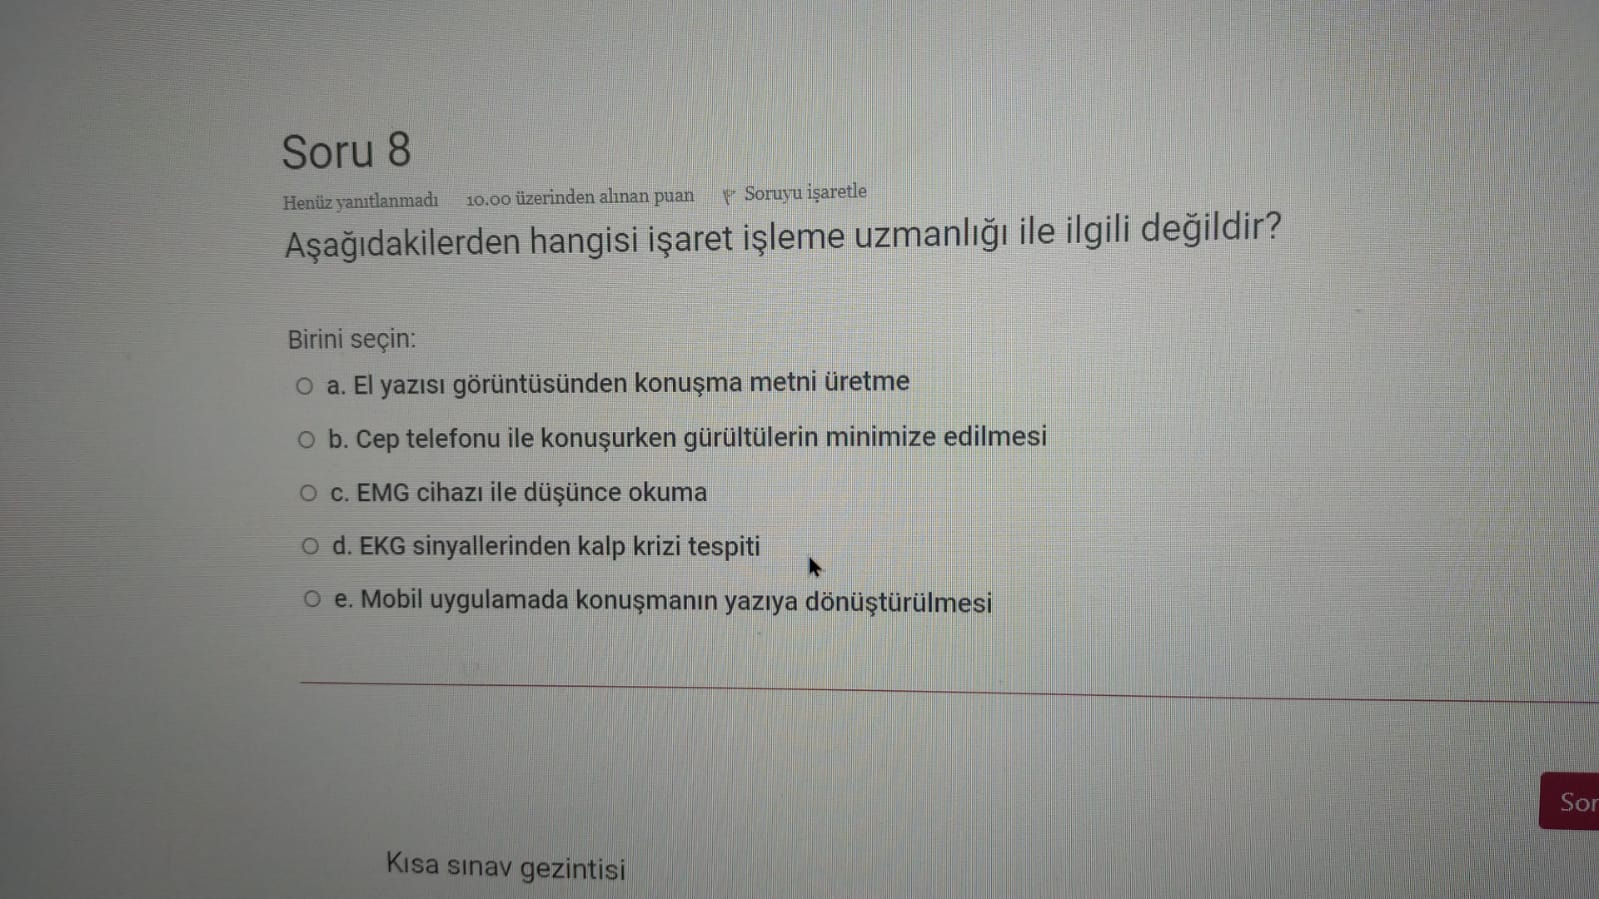 Soru 8
Henüz yanıtlanmadı 10.00 üzerinden alınan puan Soruyu işaretle
Aşağıdakilerden hangisi işaret işleme uzmanlığı ile ilgili değildir?
Birini seçin:
a. El yazısı görüntüsünden konuşma metni üretme
b. Cep telefonu ile konuşurken gürültülerin minimize edilmesi
c. EMG cihazı ile düşünce okuma
d. EKG sinyallerinden kalp krizi tespiti
e. Mobil uygulamada konuşmanın yazıya dönüştürülmesi
Sor
Kısa sınav gezintisi